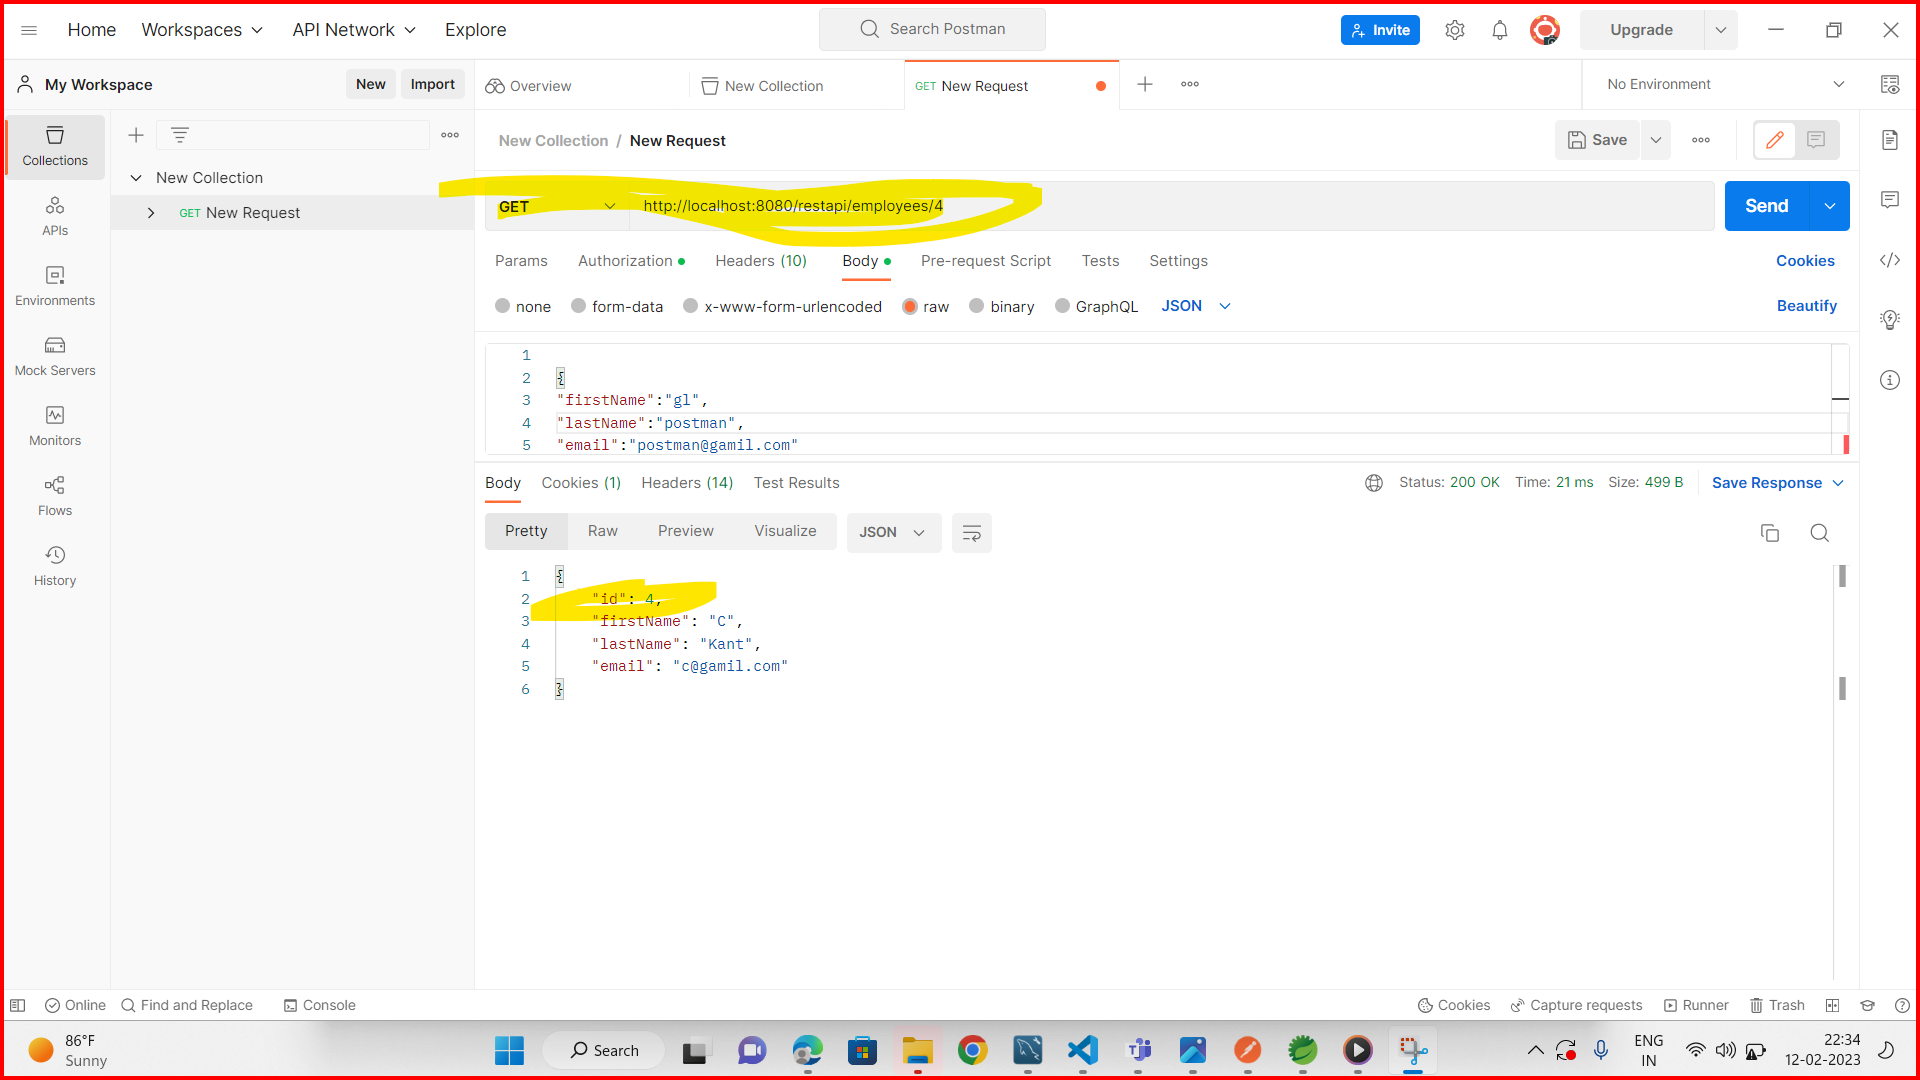 Home Workspaces API Network Explore Search Postman Invite Upgrade
My Workspace New Import Overview New Collection GET New Request No Environment
Collections
APIs
Environments
Mock Servers
Monitors
Flows
History
New Collection
GET New Request
New Collection / New Request Save
GET http://localhost:8080/restapi/employees/4 Send
Params Authorization Headers (10) Body Pre-request Script Tests Settings Cookies
none form-data x-www-form-urlencoded raw binary GraphQL JSON Beautify
1
2 {
3 "firstName":"gl",
4 "lastName":"postman",
5 "email":"postman@gamil.com"
Body Cookies (1) Headers (14) Test Results Status: 200 OK Time: 21 ms Size: 499 B Save Response
Pretty Raw Preview Visualize JSON
1 {
2 "id": 4,
3 "firstName": "C",
4 "lastName": "Kant",
5 "email": "c@gamil.com"
6 }
Online Find and Replace Console Cookies Capture requests Runner Trash
86°F
Sunny
Search
ENG
IN
22:34
12-02-2023